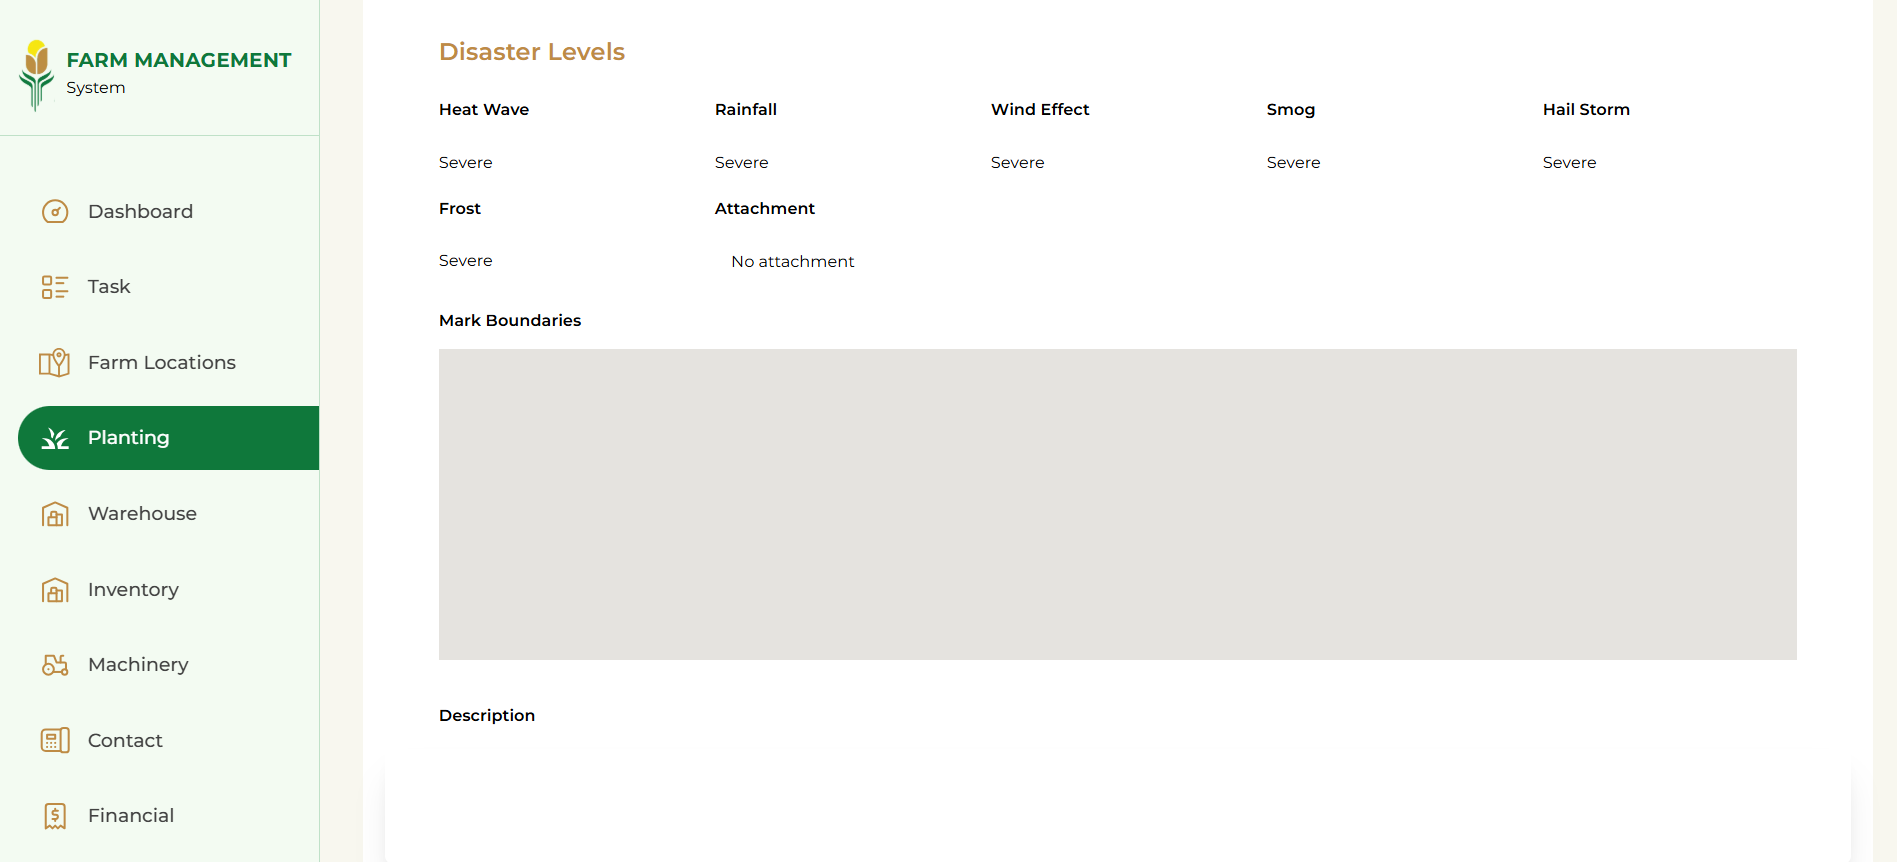 FARM MANAGEMENT
System
Dashboard
Task
Farm Locations
Planting
Warehouse
Inventory
Machinery
Contact
Financial
Disaster Levels
Heat Wave Rainfall Wind Effect Smog Hail Storm
Severe Severe Severe Severe Severe
Frost Attachment
Severe No attachment
Mark Boundaries
Description